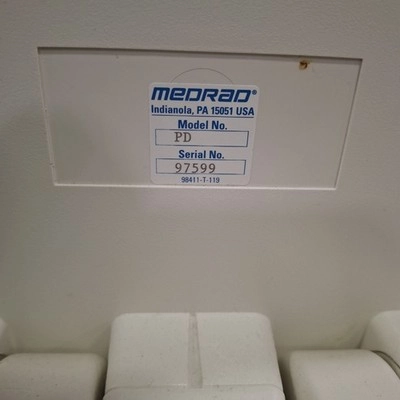 MEDRAD®
Indianola, PA 15051 USA
Model No.
PD
Serial No.
97599
98411-T-119